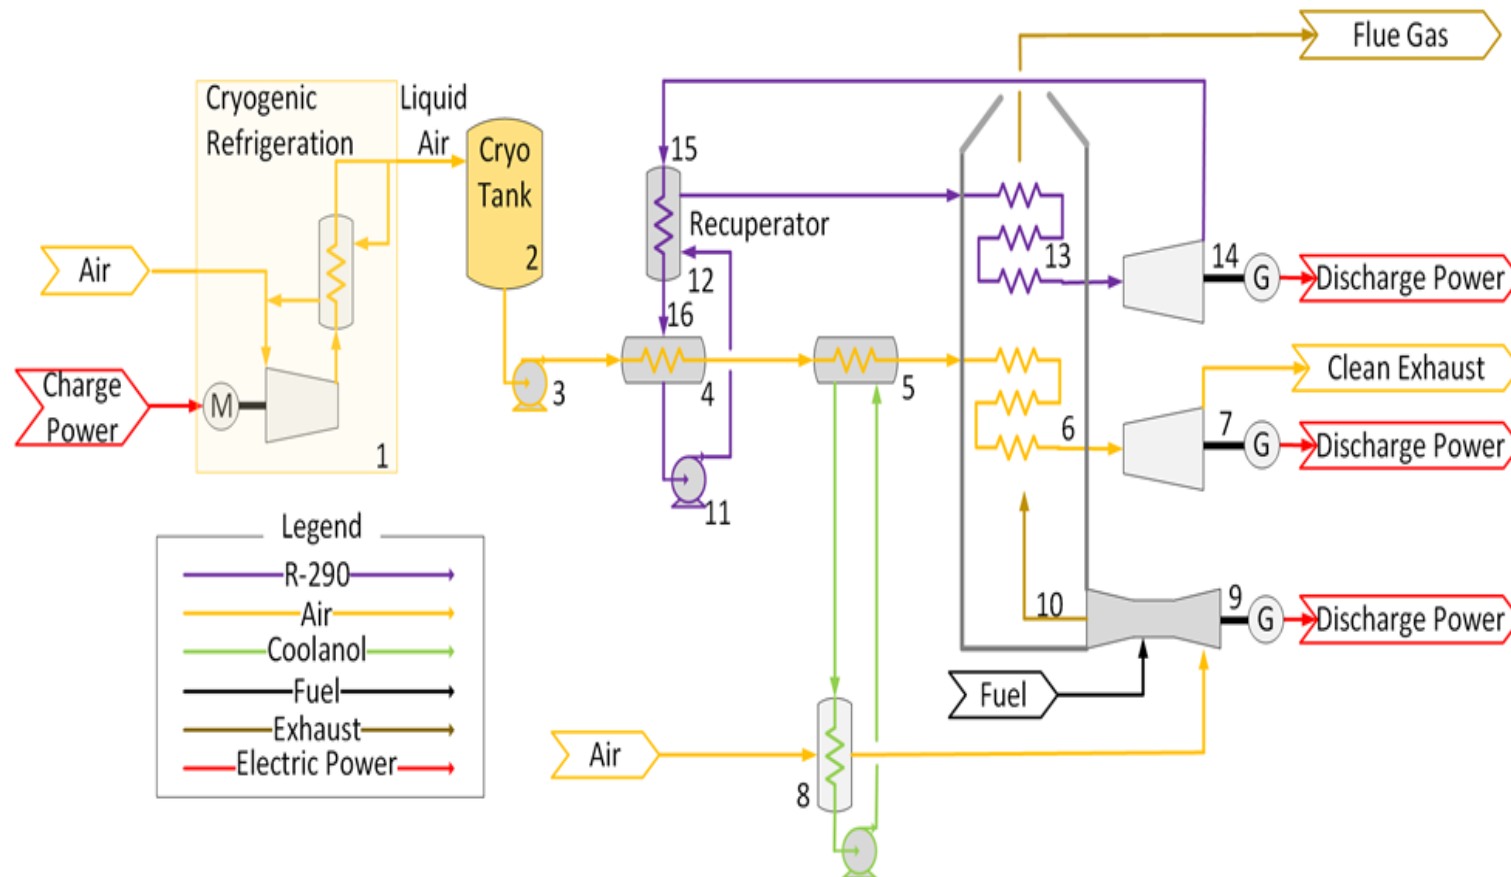 Flue Gas
Cryogenic
Refrigeration
Liquid
Air
Cryo
Tank
2
15
Recuperator
12
13
14
G
Discharge Power
Air
16
3
4
5
6
7
G
Clean Exhaust
Discharge Power
Charge
Power
M
1
11
Legend
R-290
Air
Coolanol
Fuel
Exhaust
Electric Power
10
9
G
Discharge Power
Fuel
Air
8